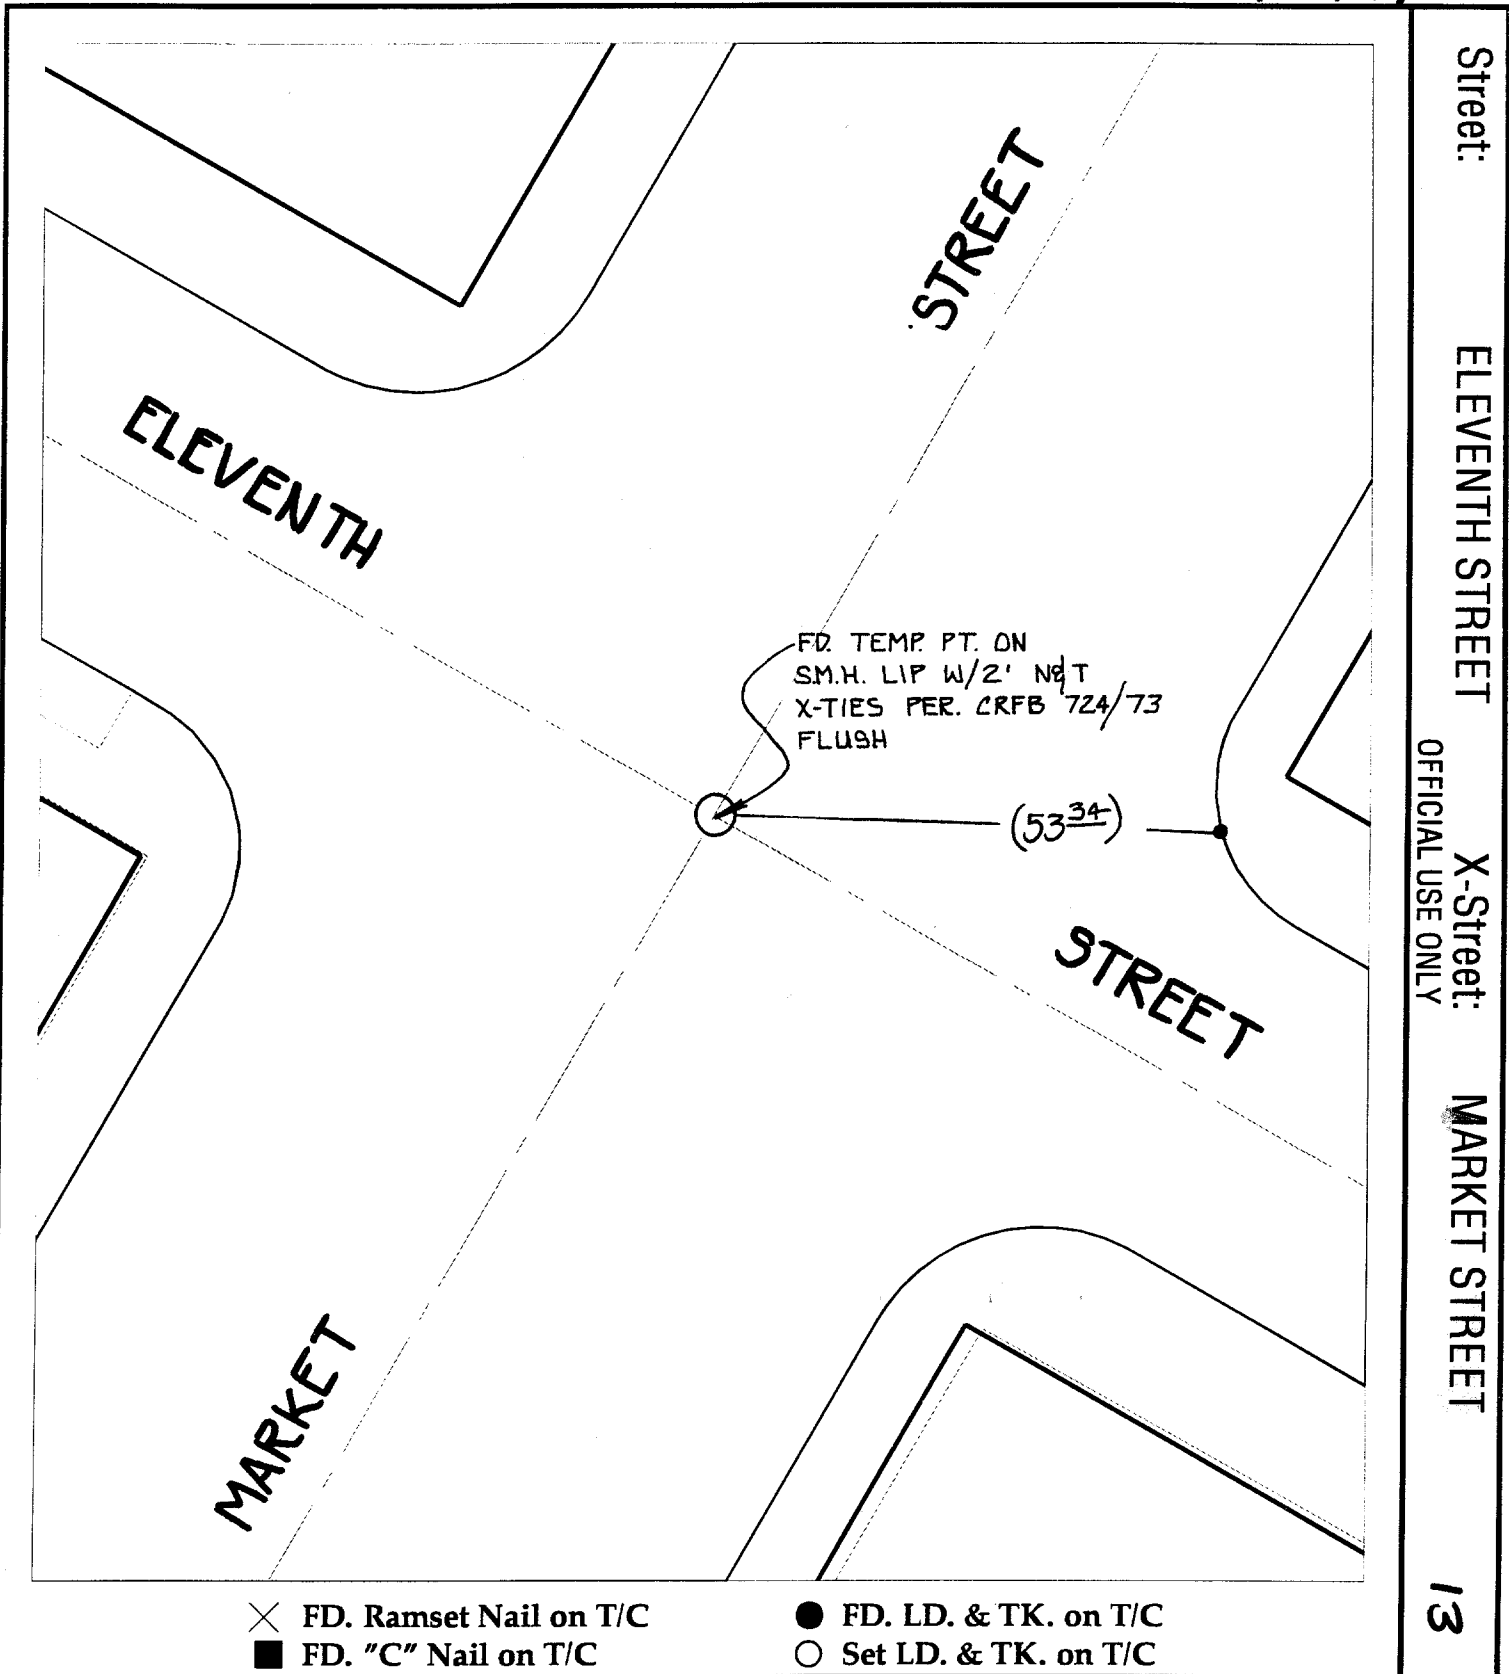 STREET
ELEVENTH
FD. TEMP. PT. ON
S.M.H. LIP W/2' N&T
X-TIES PER. CRFB 724/73
FLUSH
(53.34)
STREET
MARKET
Street: ELEVENTH STREET X-Street: MARKET STREET 13
OFFICIAL USE ONLY
FD. Ramset Nail on T/C
FD. "C" Nail on T/C
FD. LD. & TK. on T/C
Set LD. & TK. on T/C